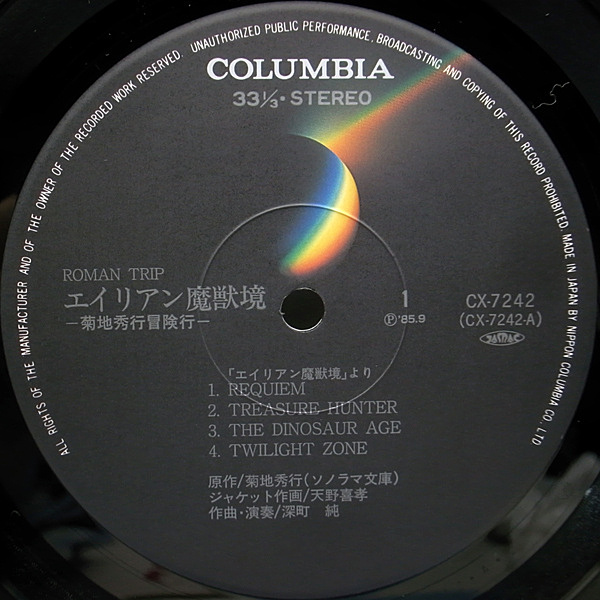 ALL RIGHTS OF THE MANUFACTURER AND OF THE OWNER OF THE RECORDED WORK RESERVED. UNAUTHORIZED PUBLIC PERFORMANCE, BROADCASTING AND COPYING OF THIS RECORD PROHIBITED. MADE IN JAPAN BY NIPPON COLUMBIA CO., LTD
COLUMBIA
33⅓・STEREO
ROMAN TRIP
エイリアン魔獣境
―菊地秀行冒険行―
1
Ⓟ'85.9
CX-7242
(CX-7242-A)
JASRAC
「エイリアン魔獣境」より
1. REQUIEM
2. TREASURE HUNTER
3. THE DINOSAUR AGE
4. TWILIGHT ZONE
原作/菊地秀行(ソノラマ文庫)
ジャケット作画/天野喜孝
作曲・演奏/深町 純